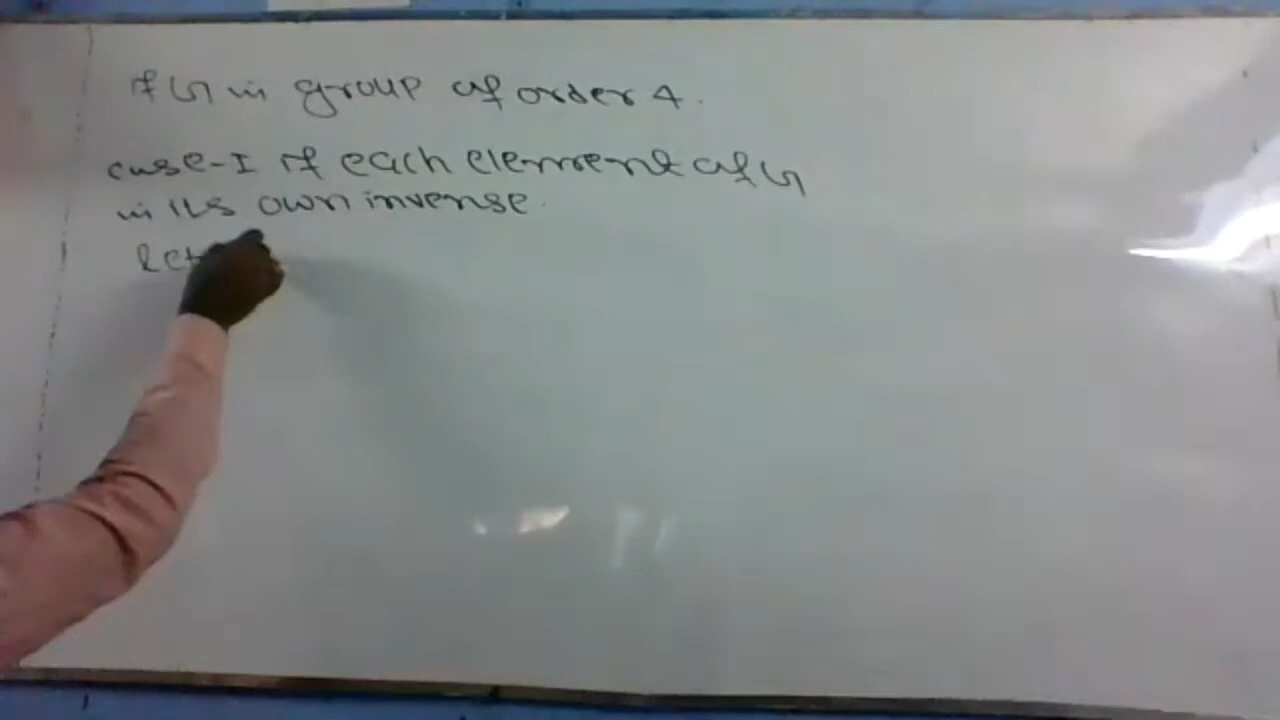 If G is group of order 4.
case-I If each element of G
is its own inverse.
let